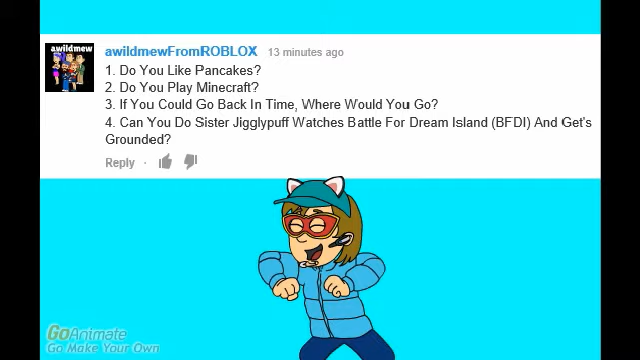 awildmew
awildmewFromROBLOX 13 minutes ago
1. Do You Like Pancakes?
2. Do You Play Minecraft?
3. If You Could Go Back In Time, Where Would You Go?
4. Can You Do Sister Jigglypuff Watches Battle For Dream Island (BFDI) And Get's
Grounded?
Reply ·
GoAnimate
Go Make Your Own